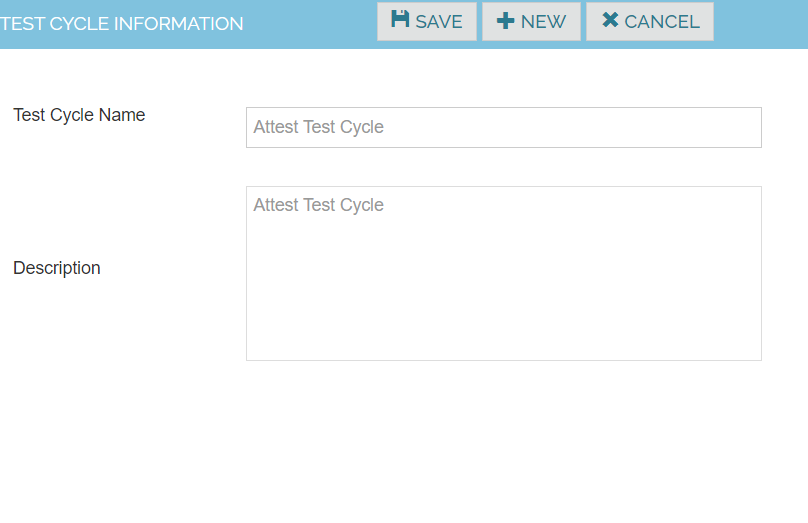 TEST CYCLE INFORMATION
SAVE
NEW
CANCEL
Test Cycle Name
Attest Test Cycle
Attest Test Cycle
Description